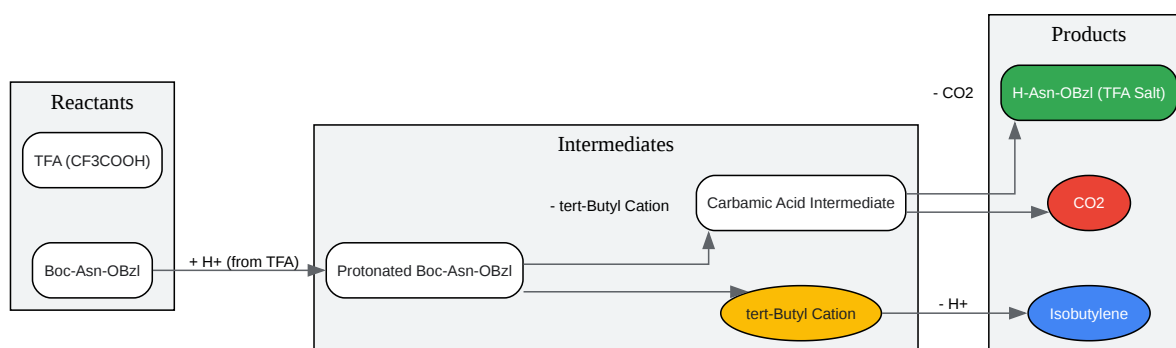 Reactants
TFA (CF3COOH)
Boc-Asn-OBzl
+ H+ (from TFA)
Intermediates
Protonated Boc-Asn-OBzl
- tert-Butyl Cation
Carbamic Acid Intermediate
tert-Butyl Cation
- CO2
- H+
Products
H-Asn-OBzl (TFA Salt)
CO2
Isobutylene